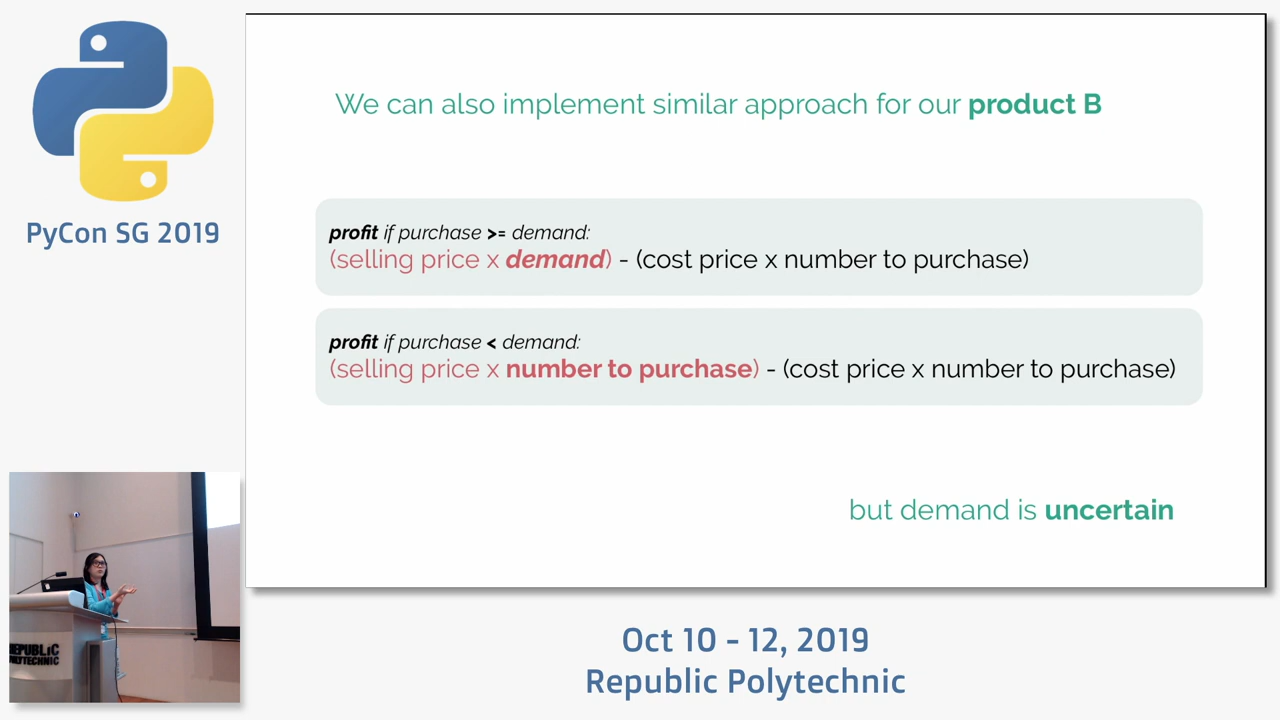 PyCon SG 2019
We can also implement similar approach for our product B
profit if purchase >= demand:
(selling price x demand) - (cost price x number to purchase)
profit if purchase < demand:
(selling price x number to purchase) - (cost price x number to purchase)
but demand is uncertain
REPUBLIC
POLYTECHNIC
Oct 10 - 12, 2019
Republic Polytechnic